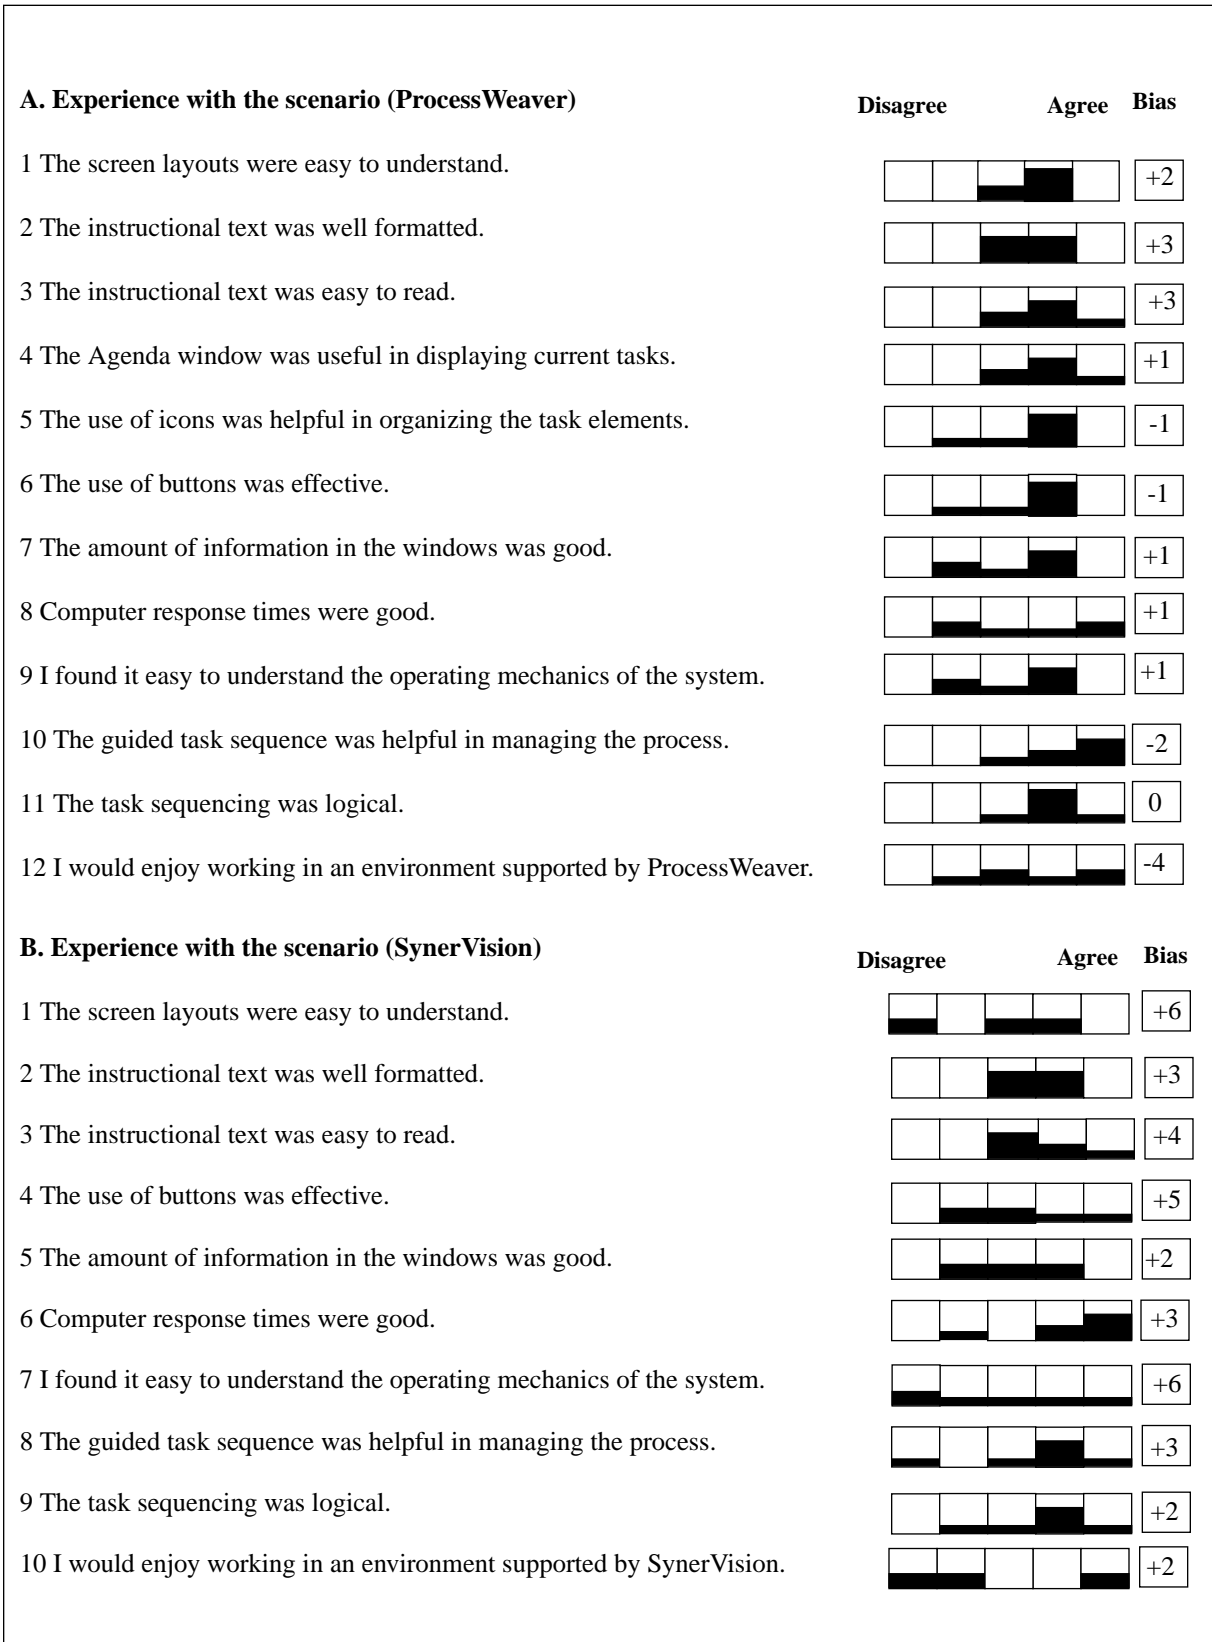 A. Experience with the scenario (ProcessWeaver) Disagree Agree Bias
1 The screen layouts were easy to understand. +2
2 The instructional text was well formatted. +3
3 The instructional text was easy to read. +3
4 The Agenda window was useful in displaying current tasks. +1
5 The use of icons was helpful in organizing the task elements. -1
6 The use of buttons was effective. -1
7 The amount of information in the windows was good. +1
8 Computer response times were good. +1
9 I found it easy to understand the operating mechanics of the system. +1
10 The guided task sequence was helpful in managing the process. -2
11 The task sequencing was logical. 0
12 I would enjoy working in an environment supported by ProcessWeaver. -4
B. Experience with the scenario (SynerVision) Disagree Agree Bias
1 The screen layouts were easy to understand. +6
2 The instructional text was well formatted. +3
3 The instructional text was easy to read. +4
4 The use of buttons was effective. +5
5 The amount of information in the windows was good. +2
6 Computer response times were good. +3
7 I found it easy to understand the operating mechanics of the system. +6
8 The guided task sequence was helpful in managing the process. +3
9 The task sequencing was logical. +2
10 I would enjoy working in an environment supported by SynerVision. +2